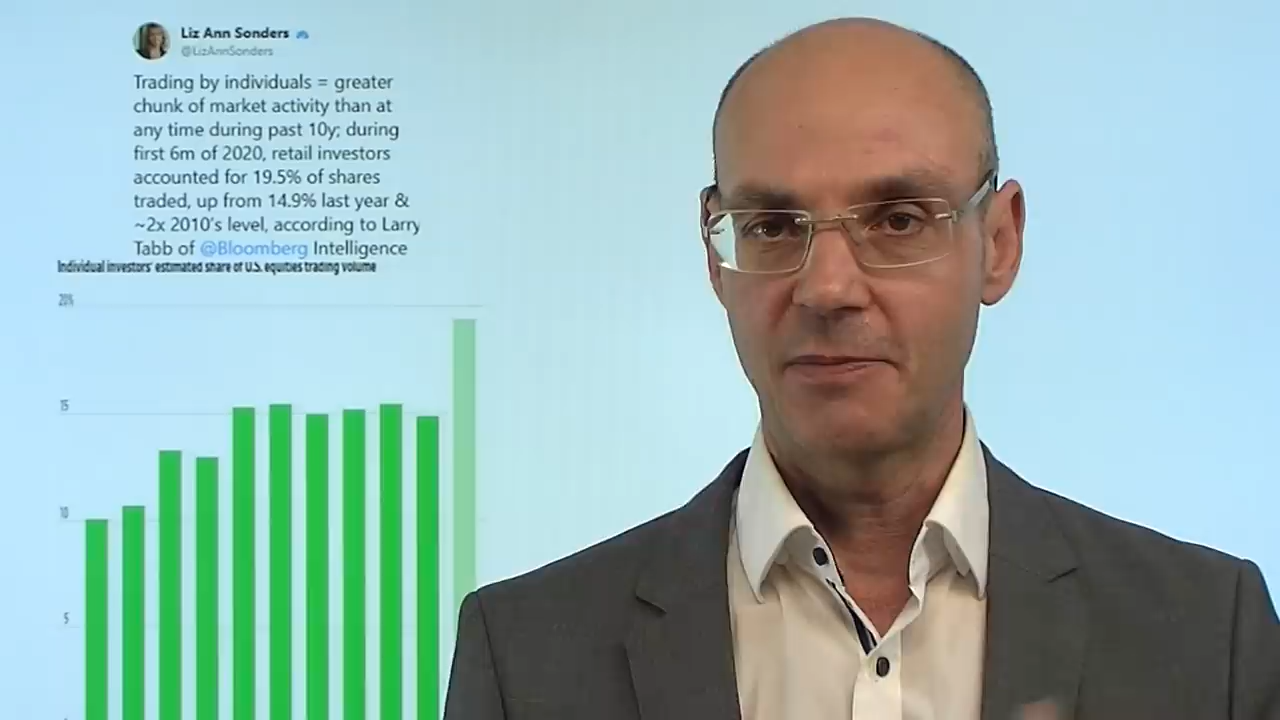 Liz Ann Sonders
@LizAnnSonders
Trading by individuals = greater
chunk of market activity than at
any time during past 10y; during
first 6m of 2020, retail investors
accounted for 19.5% of shares
traded, up from 14.9% last year &
~2x 2010's level, according to Larry
Tabb of @Bloomberg Intelligence
Individual investors' estimated share of U.S. equities trading volume
20%
15
10
5